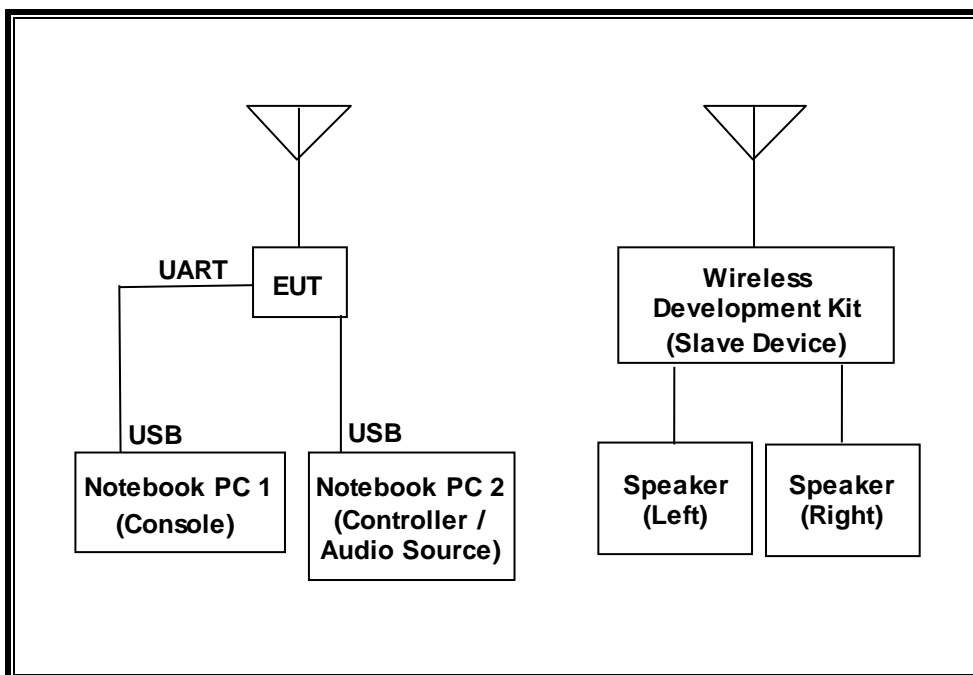 UART
EUT
USB
USB
Notebook PC 1
(Console)
Notebook PC 2
(Controller /
Audio Source)
Wireless
Development Kit
(Slave Device)
Speaker
(Left)
Speaker
(Right)